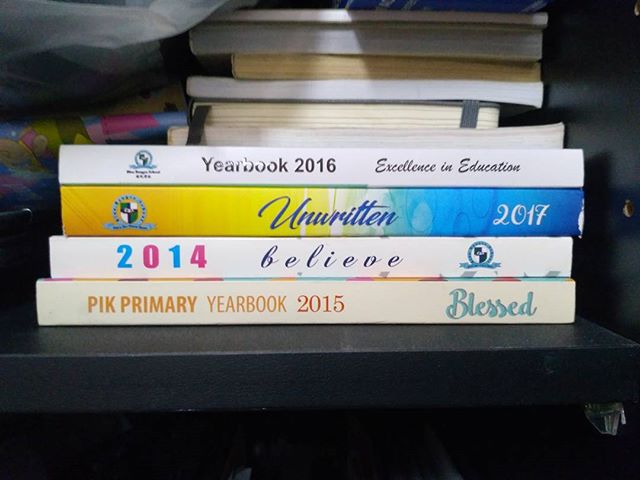 Yearbook 2016 Excellence in Education
Unwritten 2017
2014 believe
PIK PRIMARY YEARBOOK 2015 Blessed